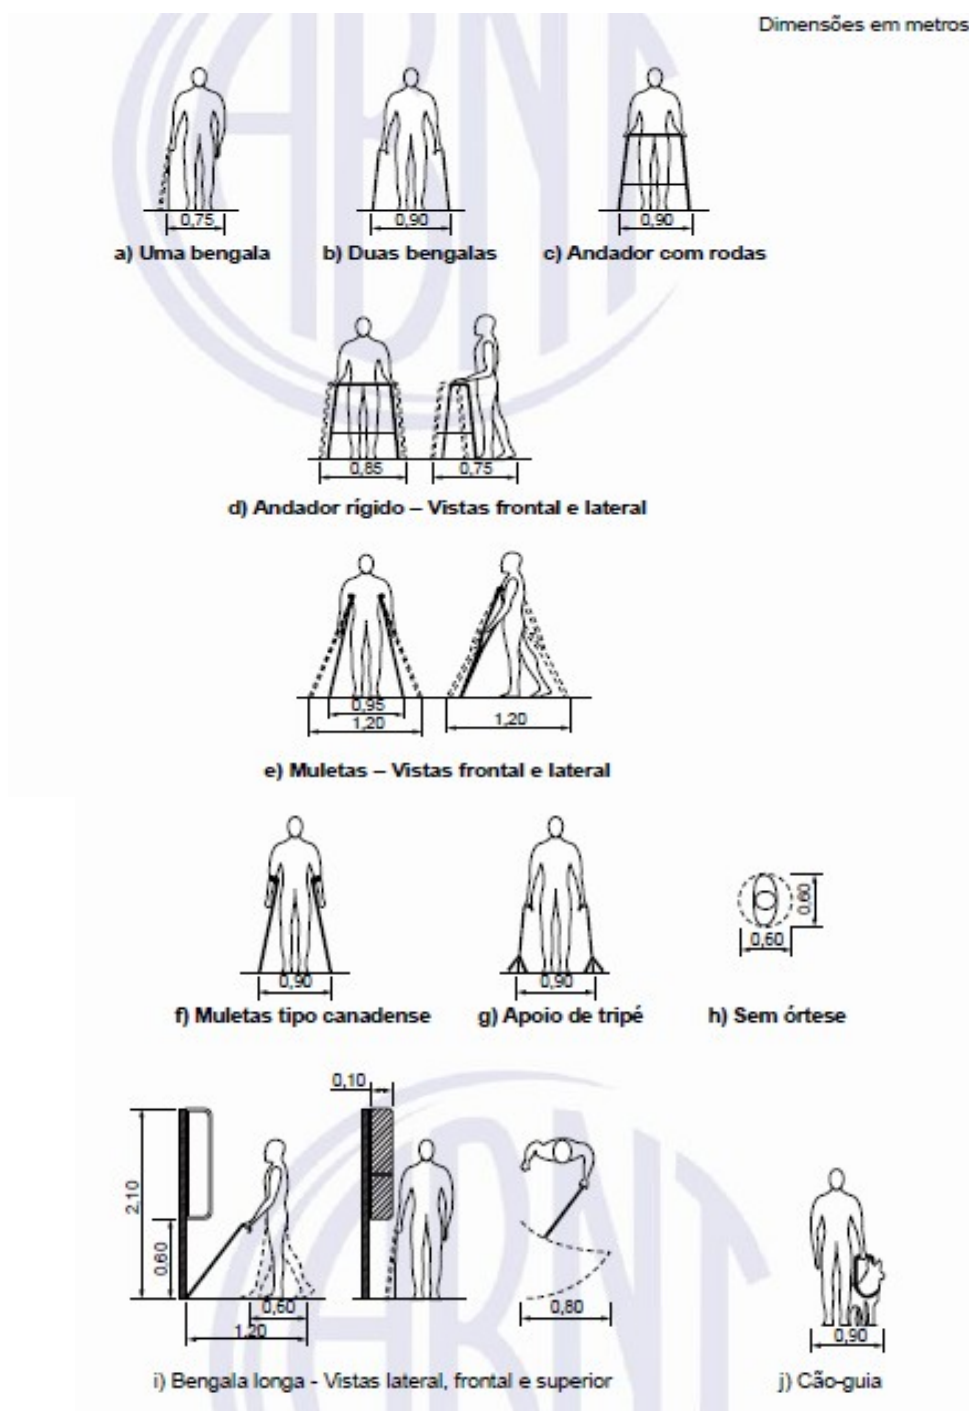 Dimensões em metros
0,75
0,90
0,90
a) Uma bengala
b) Duas bengalas
c) Andador com rodas
0,85
0,75
d) Andador rígido – Vistas frontal e lateral
0,95
1,20
1,20
e) Muletas – Vistas frontal e lateral
0,90
0,90
0,60
0,60
f) Muletas tipo canadense
g) Apoio de tripé
h) Sem órtese
0,10
2,10
0,60
0,60
1,20
0,80
0,90
i) Bengala longa - Vistas lateral, frontal e superior
j) Cão-guia
ABNT
ABNT